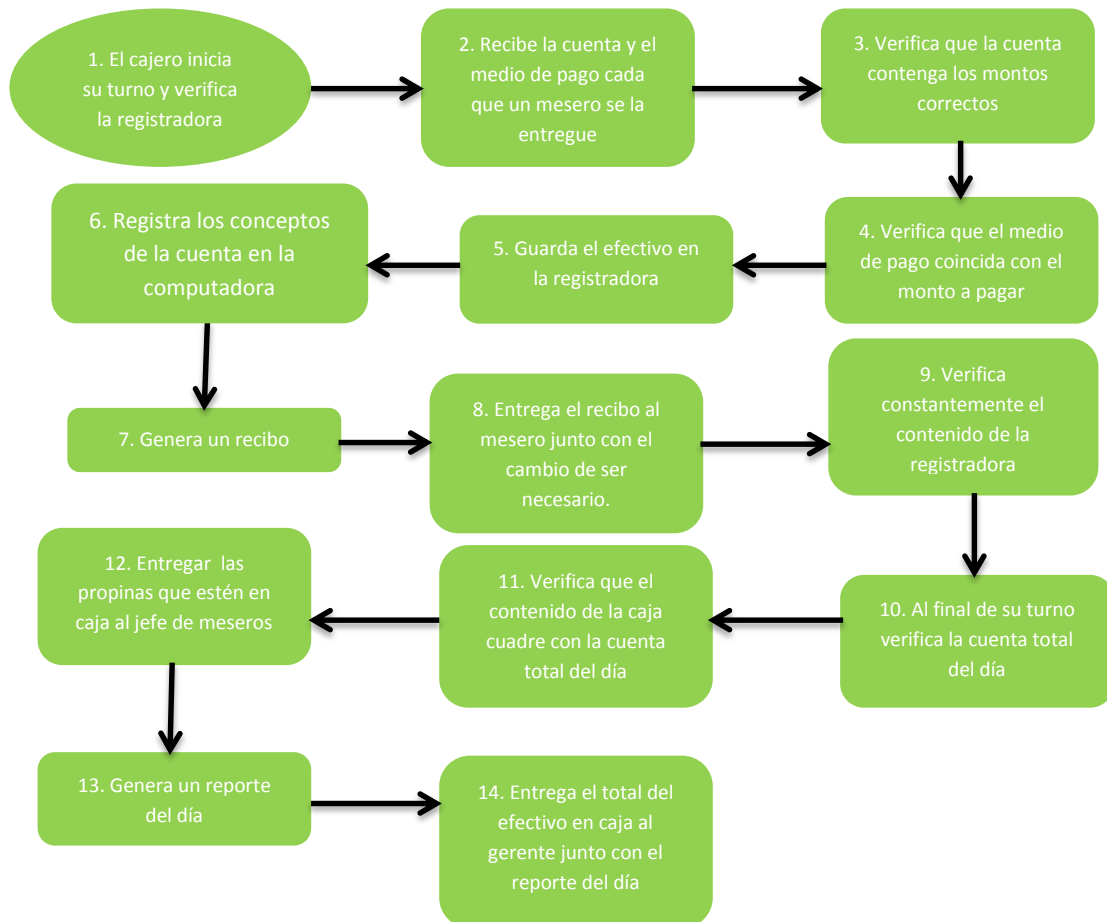 1. El cajero inicia
su turno y verifica
la registradora
2. Recibe la cuenta y el
medio de pago cada
que un mesero se la
entregue
3. Verifica que la cuenta
contenga los montos
correctos
4. Verifica que el medio
de pago coincida con el
monto a pagar
5. Guarda el efectivo en
la registradora
6. Registra los conceptos
de la cuenta en la
computadora
7. Genera un recibo
8. Entrega el recibo al
mesero junto con el
cambio de ser
necesario.
9. Verifica
constantemente el
contenido de la
registradora
10. Al final de su turno
verifica la cuenta total
del día
11. Verifica que el
contenido de la caja
cuadre con la cuenta
total del día
12. Entregar las
propinas que estén en
caja al jefe de meseros
13. Genera un reporte
del día
14. Entrega el total del
efectivo en caja al
gerente junto con el
reporte del día